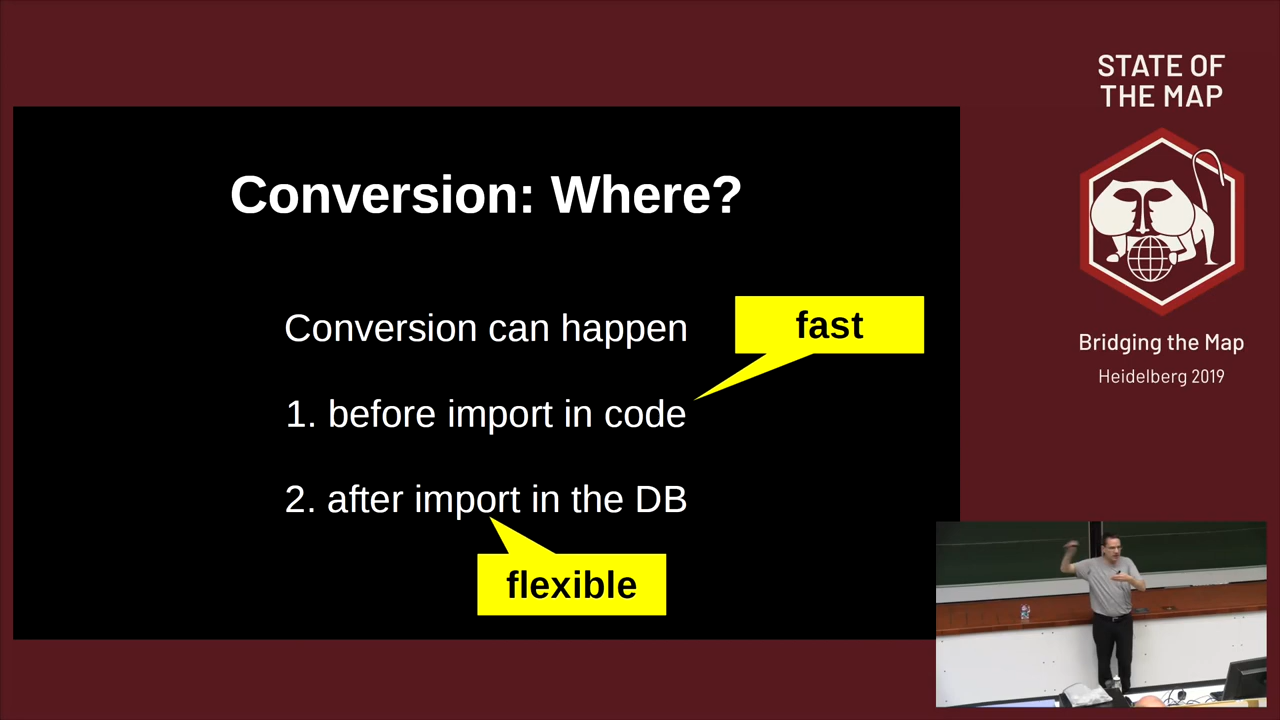 Conversion: Where?
Conversion can happen
fast
1. before import in code
2. after import in the DB
flexible
STATE OF
THE MAP
Bridging the Map
Heidelberg 2019